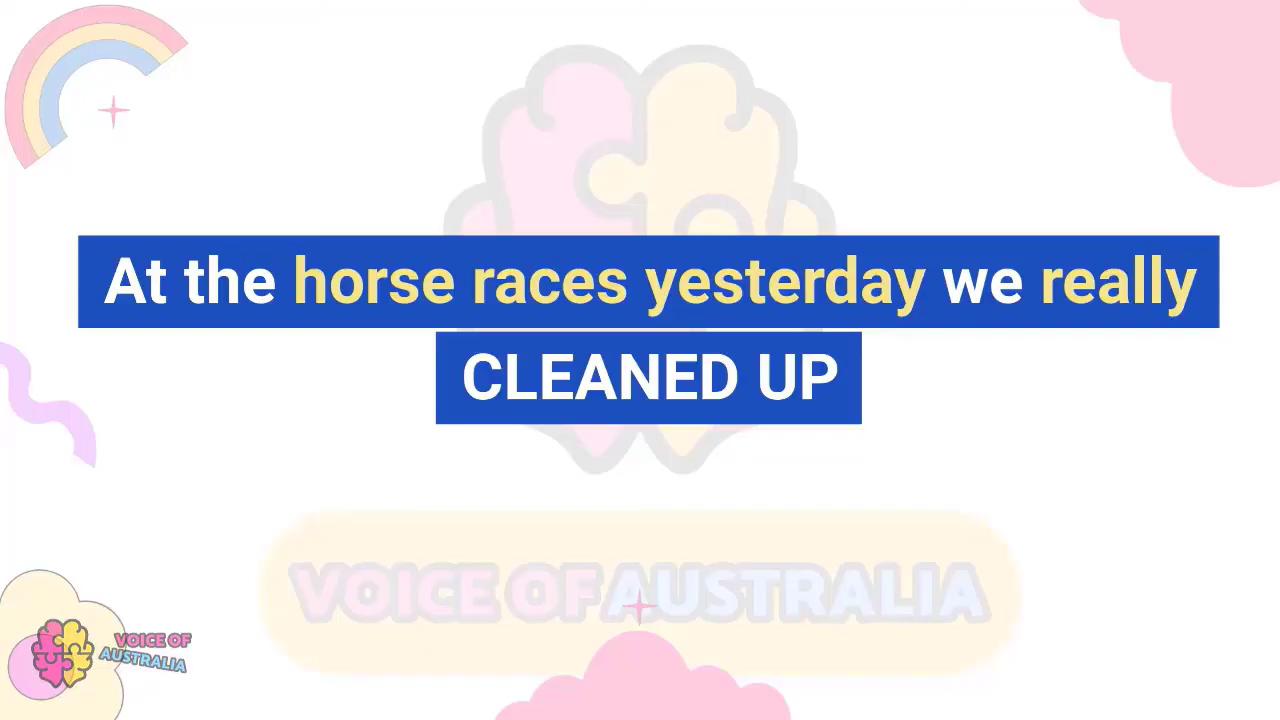 At the horse races yesterday we really
CLEANED UP
VOICE OF AUSTRALIA
VOICE OF
AUSTRALIA